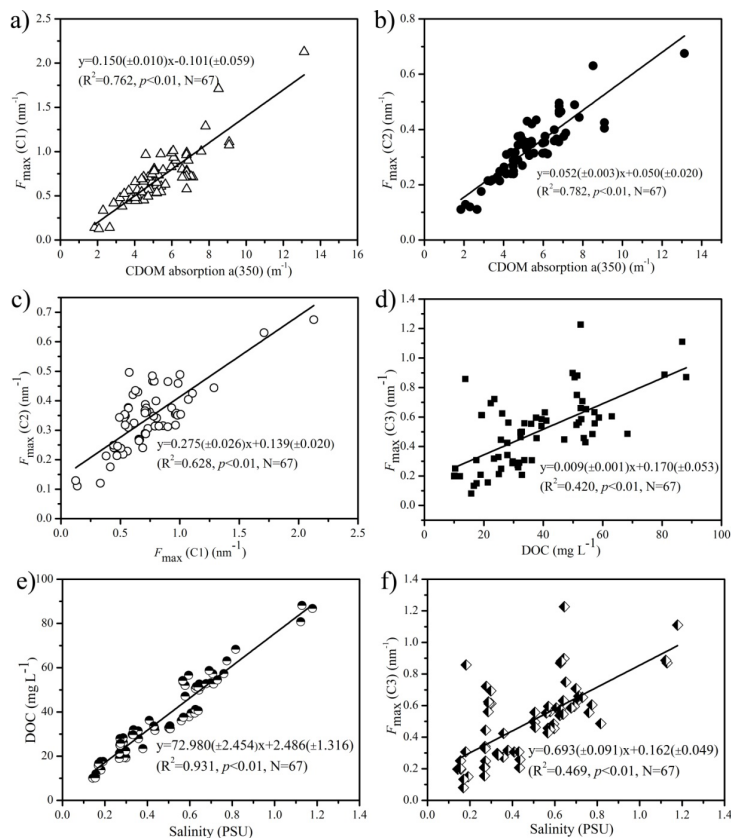 a)
2.5
2.0
1.5
1.0
0.5
0.0
Fmax (C1) (nm-1)
y=0.150(±0.010)x-0.101(±0.059)
(R2=0.762, p<0.01, N=67)
0 2 4 6 8 10 12 14 16
CDOM absorption a(350) (m-1)
b)
0.8
0.6
0.4
0.2
0.0
Fmax (C2) (nm-1)
y=0.052(±0.003)x+0.050(±0.020)
(R2=0.782, p<0.01, N=67)
0 2 4 6 8 10 12 14
CDOM absorption a(350) (m-1)
c)
0.8
0.7
0.6
0.5
0.4
0.3
0.2
0.1
0.0
Fmax (C2) (nm-1)
y=0.275(±0.026)x+0.139(±0.020)
(R2=0.628, p<0.01, N=67)
0.0 0.5 1.0 1.5 2.0 2.5
Fmax (C1) (nm-1)
d)
1.4
1.2
1.0
0.8
0.6
0.4
0.2
0.0
Fmax (C3) (nm-1)
y=0.009(±0.001)x+0.170(±0.053)
(R2=0.420, p<0.01, N=67)
0 20 40 60 80 100
DOC (mg L-1)
e)
100
80
60
40
20
0
DOC (mg L-1)
y=72.980(±2.454)x+2.486(±1.316)
(R2=0.931, p<0.01, N=67)
0.0 0.2 0.4 0.6 0.8 1.0 1.2 1.4
Salinity (PSU)
f)
1.4
1.2
1.0
0.8
0.6
0.4
0.2
0.0
Fmax (C3) (nm-1)
y=0.693(±0.091)x+0.162(±0.049)
(R2=0.469, p<0.01, N=67)
0.0 0.2 0.4 0.6 0.8 1.0 1.2 1.4
Salinity (PSU)